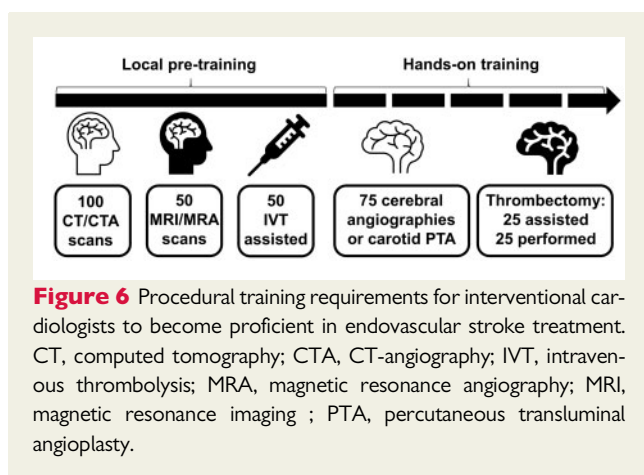 Local pre-training
Hands-on training
100
CT/CTA
scans
50
MRI/MRA
scans
50
IVT
assisted
75 cerebral
angiographies
or carotid PTA
Thrombectomy:
25 assisted
25 performed
Figure 6 Procedural training requirements for interventional car-
diologists to become proficient in endovascular stroke treatment.
CT, computed tomography; CTA, CT-angiography; IVT, intraven-
ous thrombolysis; MRA, magnetic resonance angiography; MRI,
magnetic resonance imaging ; PTA, percutaneous transluminal
angioplasty.